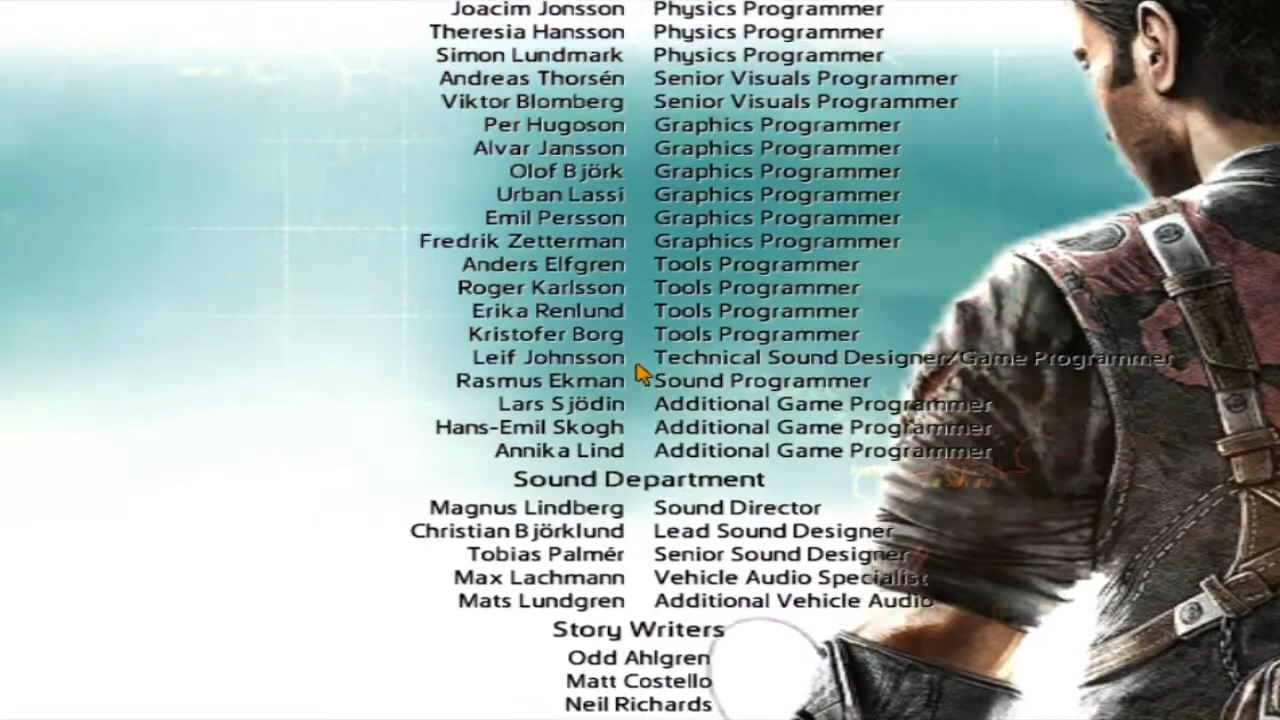 Joacim Jonsson Physics Programmer
Theresia Hansson Physics Programmer
Simon Lundmark Physics Programmer
Andreas Thorsén Senior Visuals Programmer
Viktor Blomberg Senior Visuals Programmer
Per Hugoson Graphics Programmer
Alvar Jansson Graphics Programmer
Olof Björk Graphics Programmer
Urban Lassi Graphics Programmer
Emil Persson Graphics Programmer
Fredrik Zetterman Graphics Programmer
Anders Elfgren Tools Programmer
Roger Karlsson Tools Programmer
Erika Renlund Tools Programmer
Kristofer Borg Tools Programmer
Leif Johnsson Technical Sound Designer/Game Programmer
Rasmus Ekman Sound Programmer
Lars Sjödin Additional Game Programmer
Hans-Emil Skogh Additional Game Programmer
Annika Lind Additional Game Programmer
Sound Department
Magnus Lindberg Sound Director
Christian Björklund Lead Sound Designer
Tobias Palmér Senior Sound Designer
Max Lachmann Vehicle Audio Specialist
Mats Lundgren Additional Vehicle Audio
Story Writers
Odd Ahlgren
Matt Costello
Neil Richards